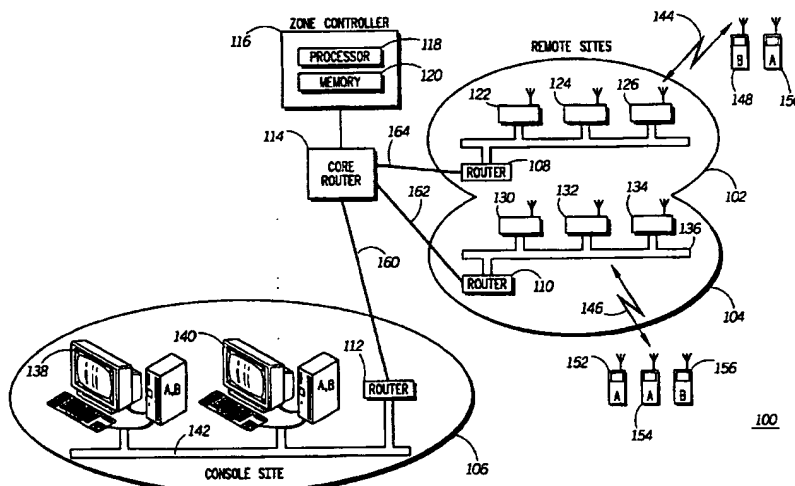 ZONE CONTROLLER
116
PROCESSOR
118
MEMORY
120
REMOTE SITES
144
B
A
148
122
124
126
114
CORE
ROUTER
164
ROUTER
108
162
130
132
134
102
136
160
ROUTER
110
146
104
138
140
A,B
A,B
112
ROUTER
152
A
A
B
156
154
142
106
100
CONSOLE SITE